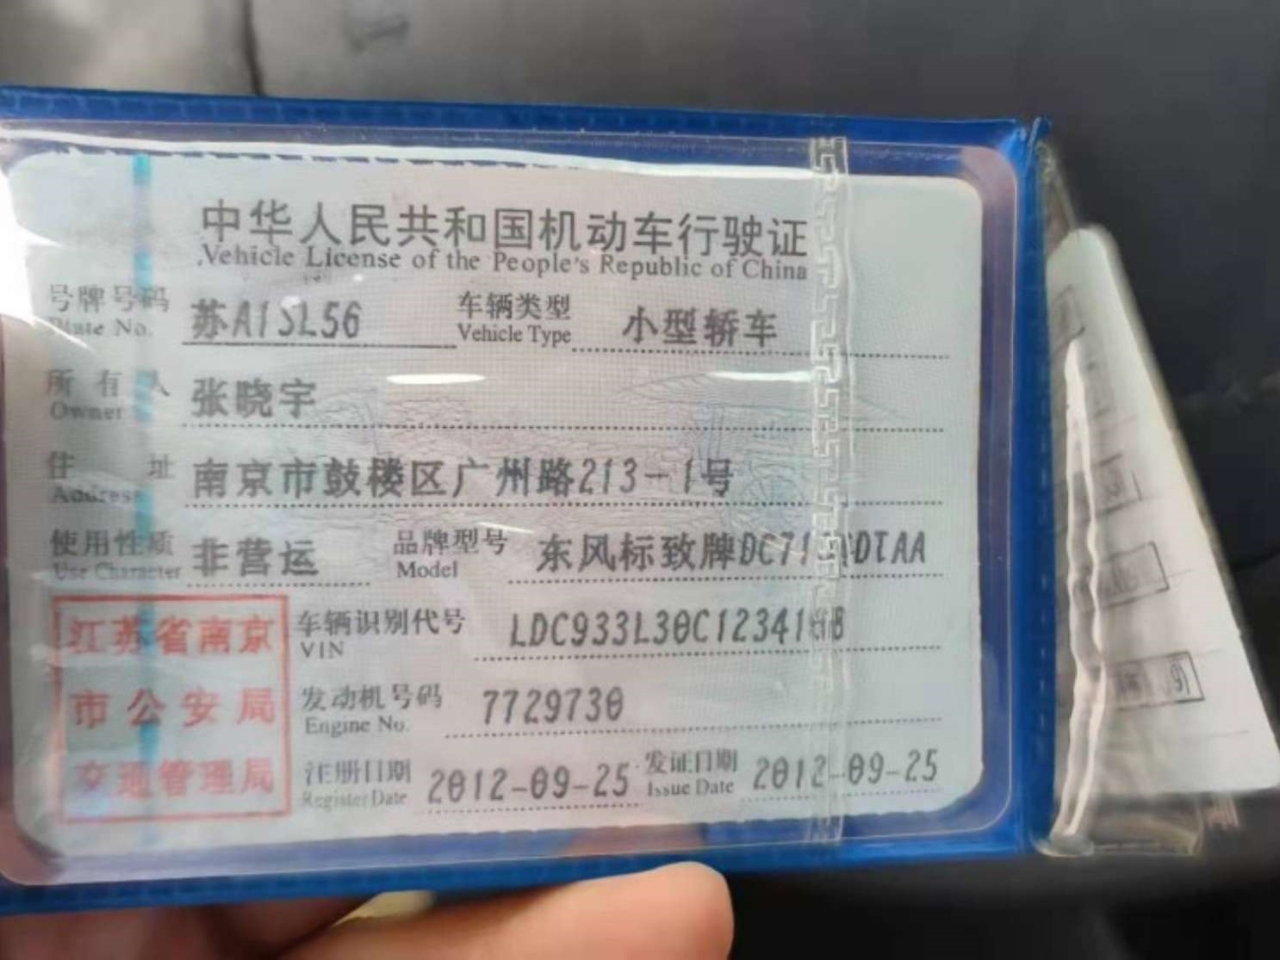 中华人民共和国机动车行驶证
Vehicle License of the People's Republic of China
号牌号码 苏A1SL56 车辆类型 小型轿车
Plate No. Vehicle Type
所有人 张晓宇
Owner
住址 南京市鼓楼区广州路213-1号
Address
使用性质 非营运 品牌型号 东风标致牌
Use Character Model
江苏省南京 车辆识别代号
VIN
市公安局 发动机号码 7729730
Engine No.
交通管理局 注册日期 2012-09-25 发证日期 2012-09-25
Register Date Issue Date